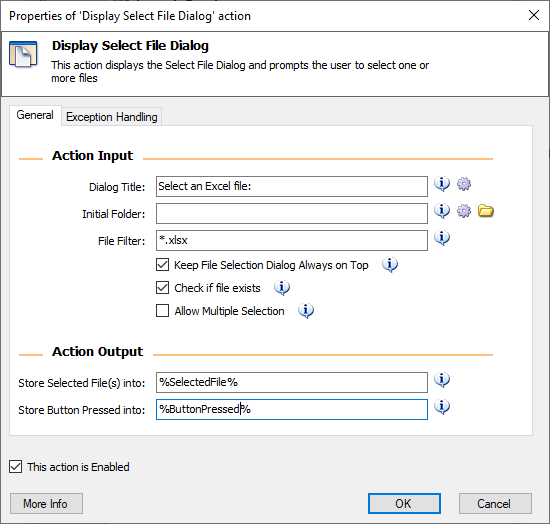 Properties of 'Display Select File Dialog' action
Display Select File Dialog
This action displays the Select File Dialog and prompts the user to select one or
more files
General
Exception Handling
Action Input
Dialog Title:
Select an Excel file:
Initial Folder:
File Filter:
*.xlsx
Keep File Selection Dialog Always on Top
Check if file exists
Allow Multiple Selection
Action Output
Store Selected File(s) into:
%SelectedFile%
Store Button Pressed into:
%ButtonPressed%
This action is Enabled
More Info
OK
Cancel